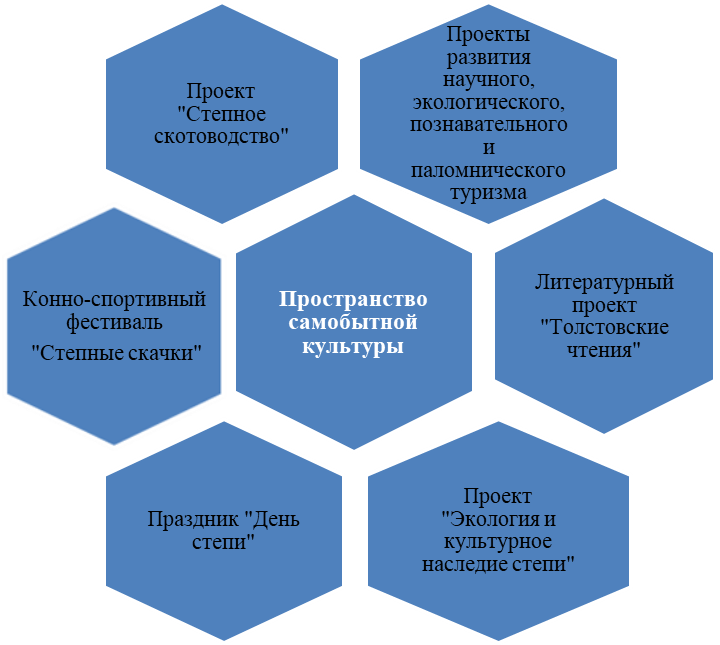 Проект
"Степное
скотоводство"
Проекты
развития
научного,
экологического,
познавательного
и
паломнического
туризма
Конно-спортивный
фестиваль
"Степные скачки"
Пространство
самобытной
культуры
Литературный
проект
"Толстовские
чтения"
Праздник "День
степи"
Проект
"Экология и
культурное
наследие степи"